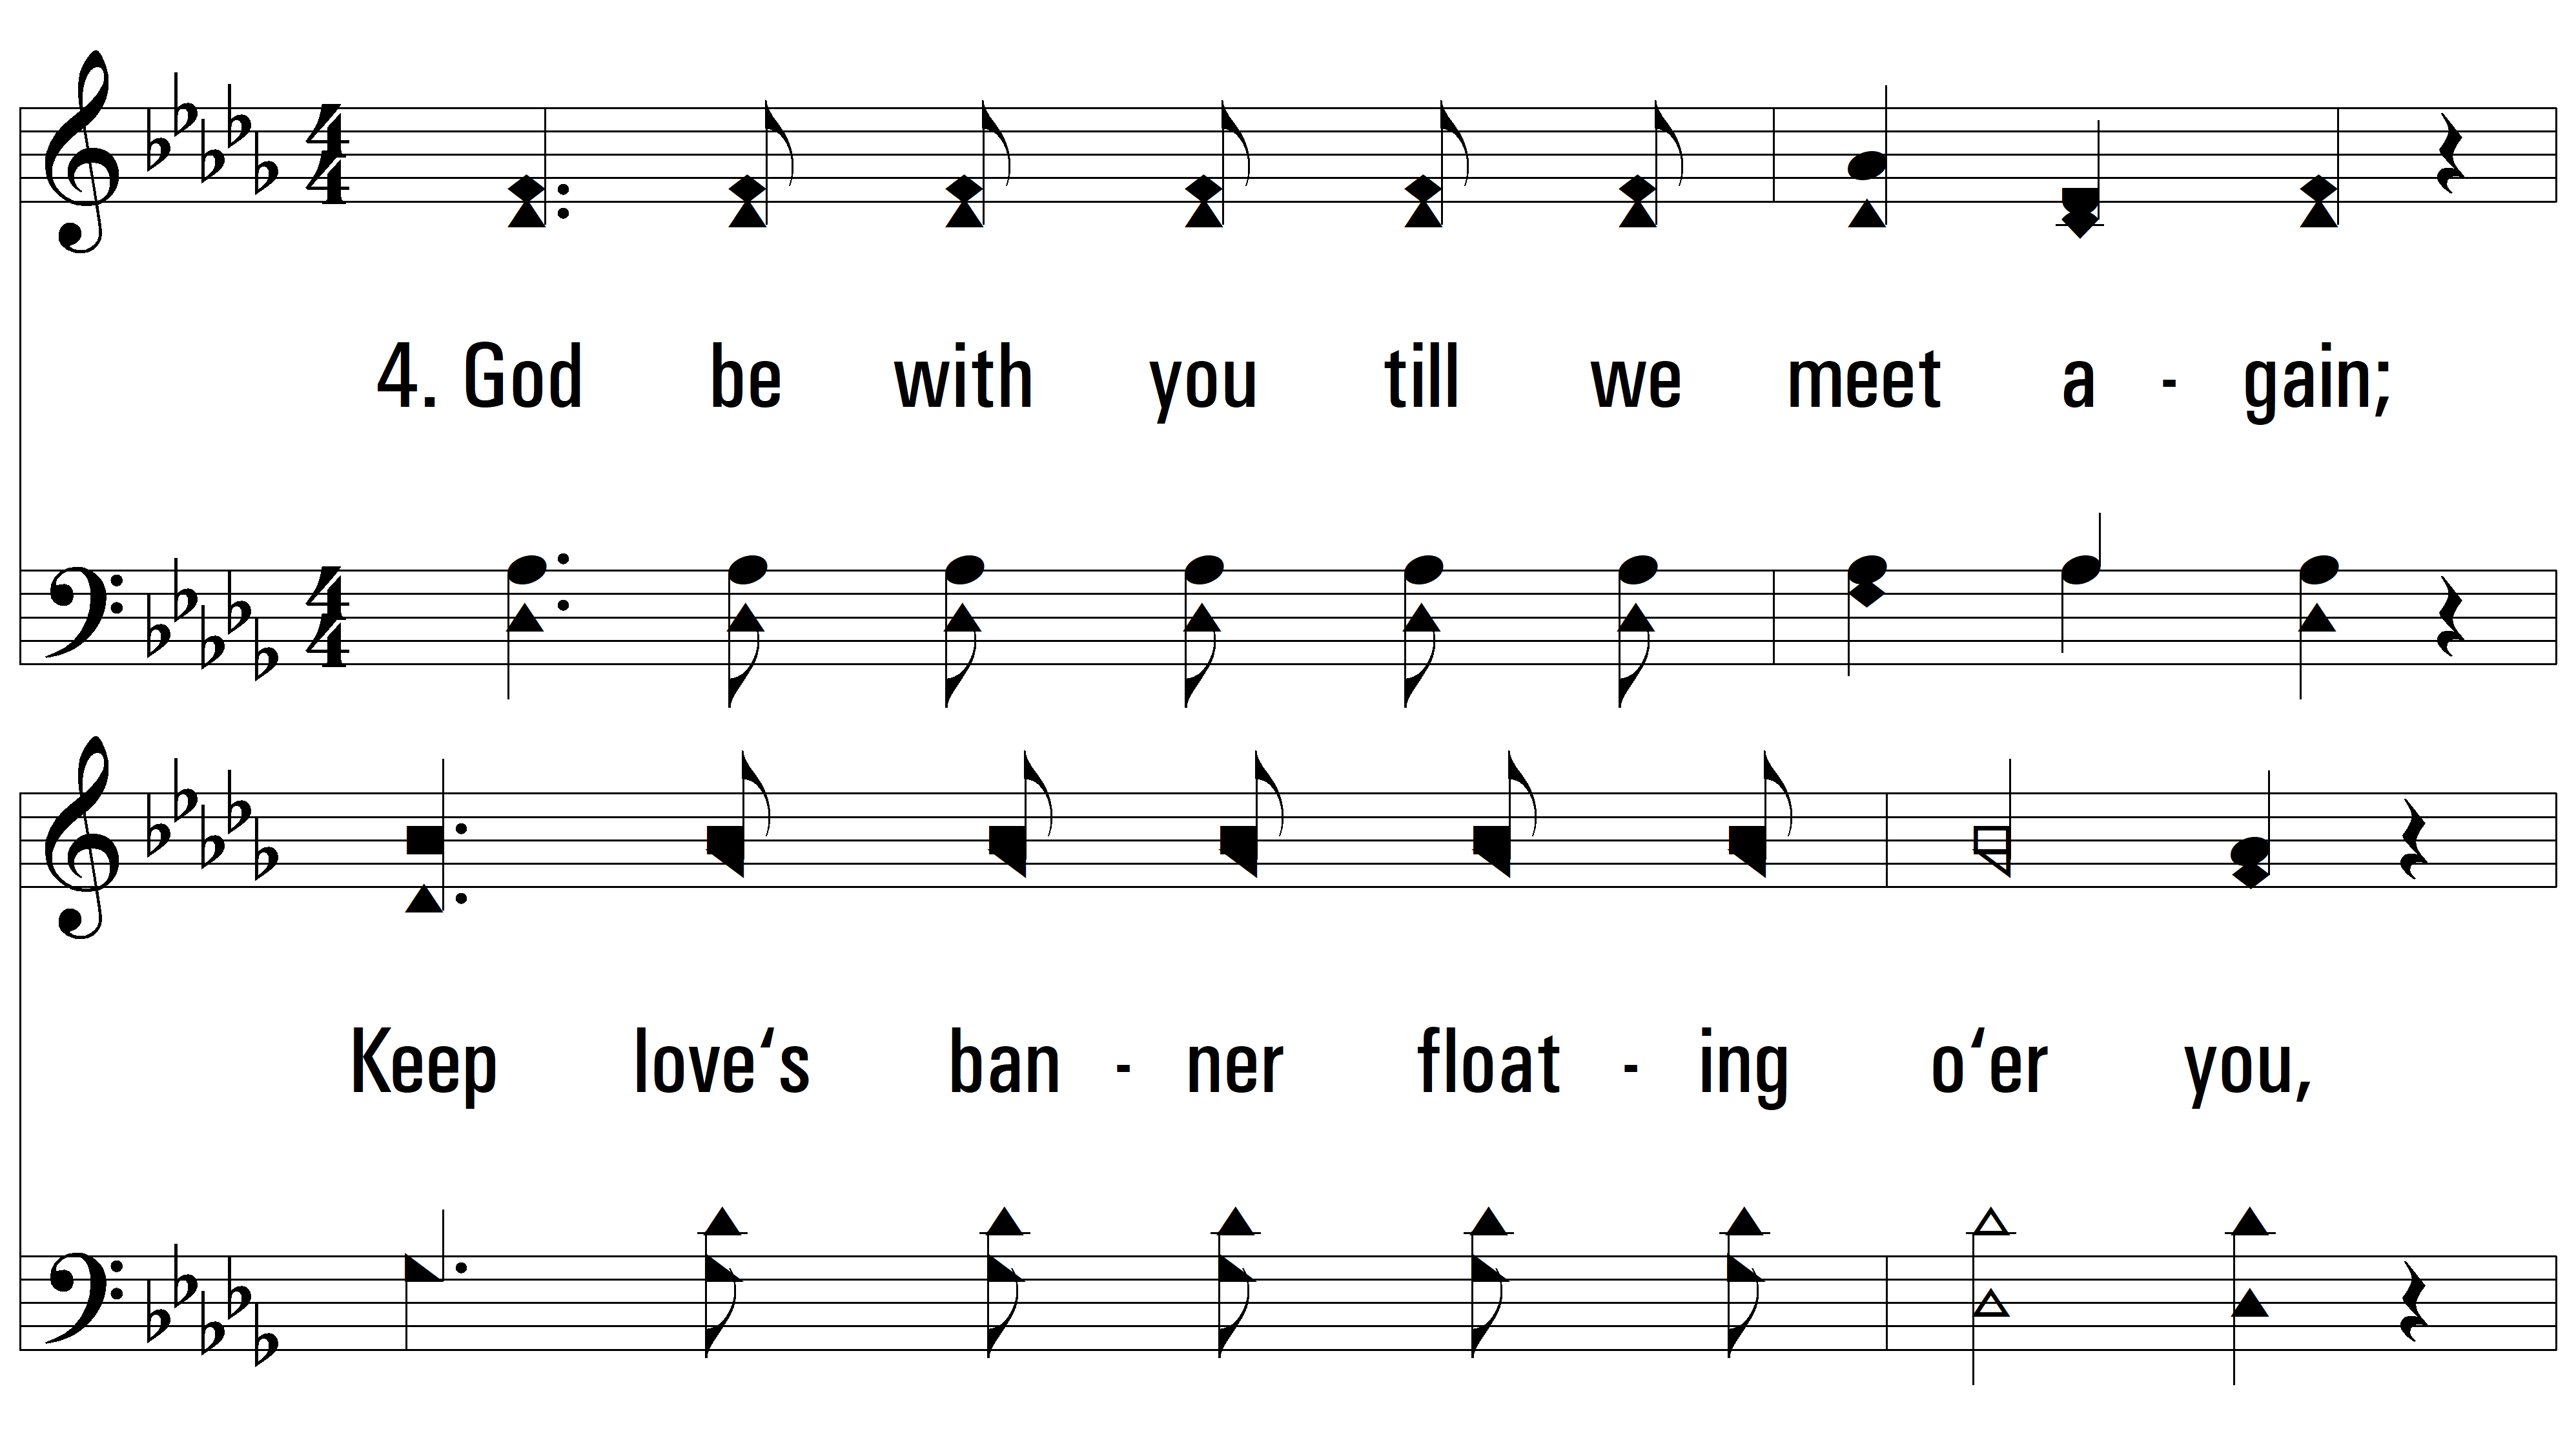 4. God be with you till we meet a - gain;
Keep love‘s ban - ner float - ing o‘er you,